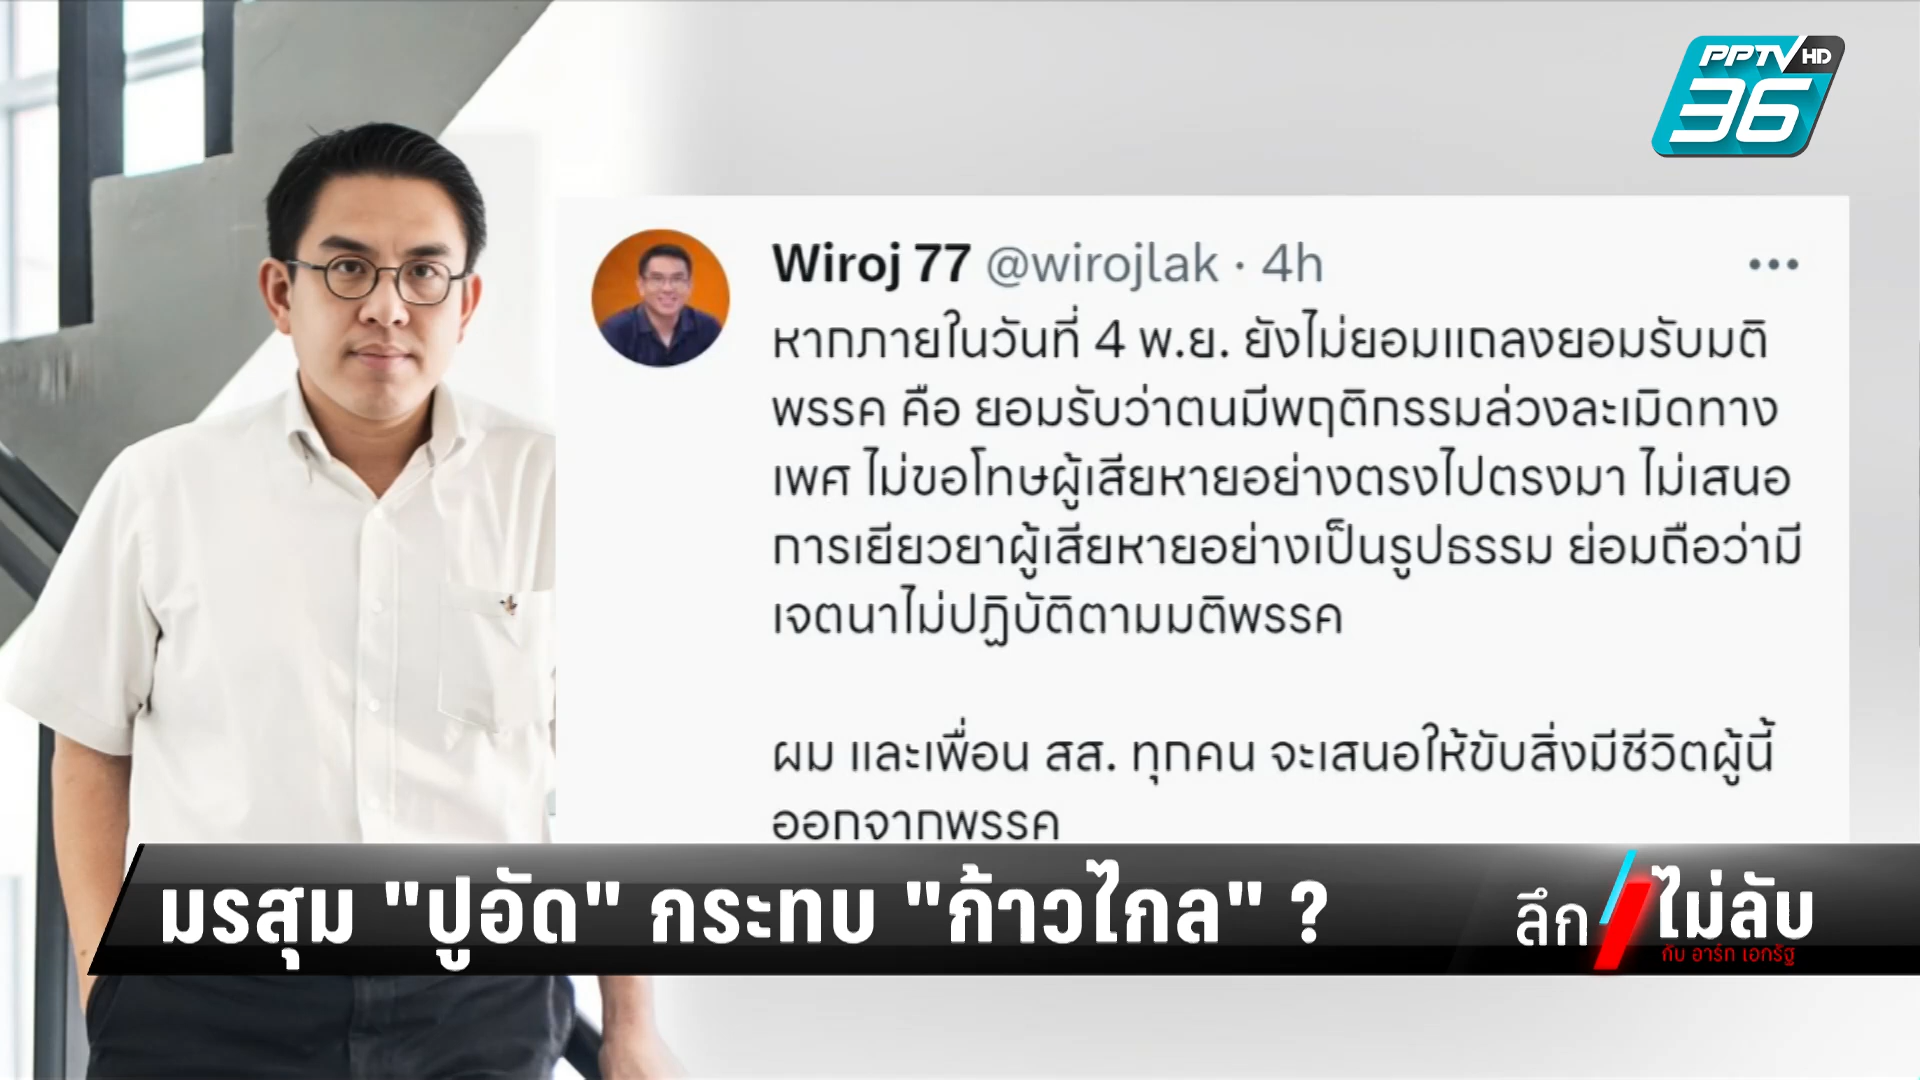 PPTV HD
36
Wiroj 77 @wirojlak · 4h
หากภายในวันที่ 4 พ.ย. ยังไม่ยอมแถลงยอมรับมติ
พรรค คือ ยอมรับว่าตนมีพฤติกรรมล่วงละเมิดทาง
เพศ ไม่ขอโทษผู้เสียหายอย่างตรงไปตรงมา ไม่เสนอ
การเยียวยาผู้เสียหายอย่างเป็นรูปธรรม ย่อมถือว่ามี
เจตนาไม่ปฏิบัติตามมติพรรค
ผม และเพื่อน สส. ทุกคน จะเสนอให้ขับสิ่งมีชีวิตผู้นี้
ออกจากพรรค
มรสุม "ปูอัด" กระทบ "ก้าวไกล" ?
ลึก/ไม่ลับ
กับ อาร์ท เอกรัฐ